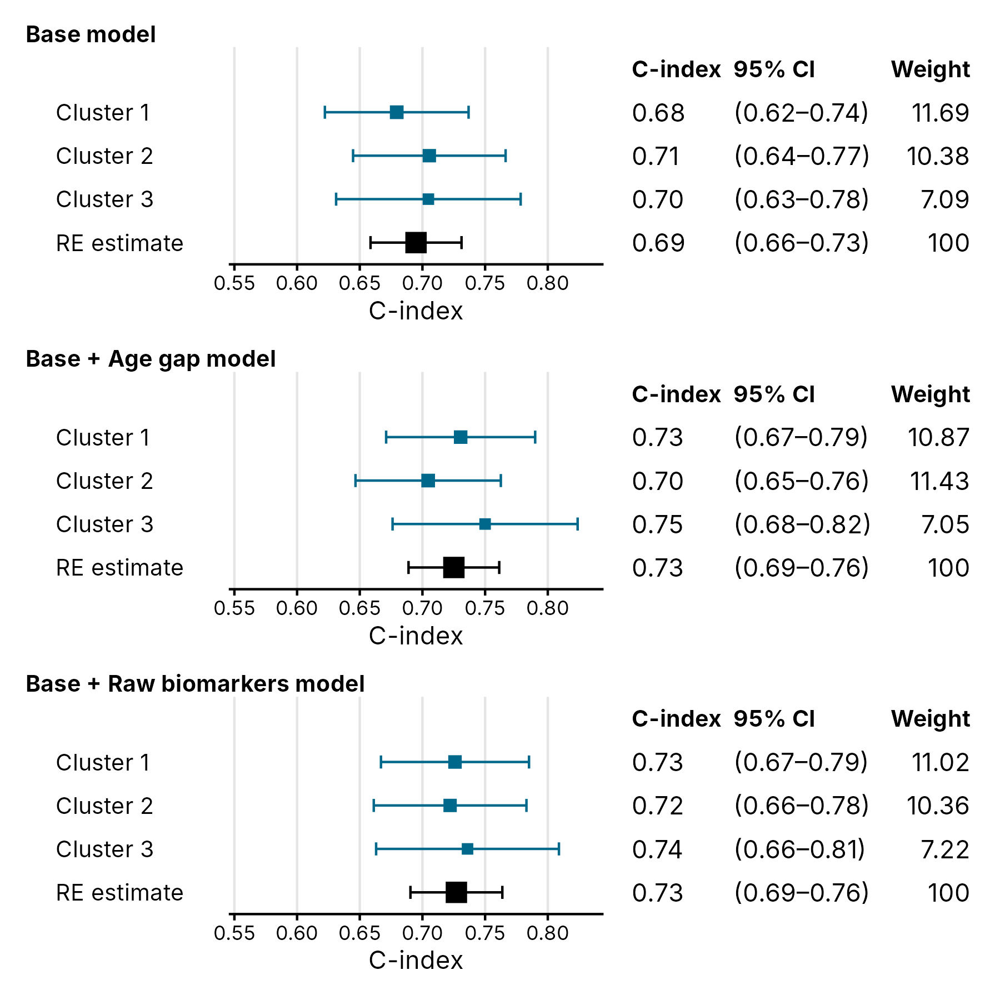 Base model
C-index 95% CI Weight
Cluster 1 0.68 (0.62–0.74) 11.69
Cluster 2 0.71 (0.64–0.77) 10.38
Cluster 3 0.70 (0.63–0.78) 7.09
RE estimate 0.69 (0.66–0.73) 100
0.55 0.60 0.65 0.70 0.75 0.80
C-index
Base + Age gap model
C-index 95% CI Weight
Cluster 1 0.73 (0.67–0.79) 10.87
Cluster 2 0.70 (0.65–0.76) 11.43
Cluster 3 0.75 (0.68–0.82) 7.05
RE estimate 0.73 (0.69–0.76) 100
0.55 0.60 0.65 0.70 0.75 0.80
C-index
Base + Raw biomarkers model
C-index 95% CI Weight
Cluster 1 0.73 (0.67–0.79) 11.02
Cluster 2 0.72 (0.66–0.78) 10.36
Cluster 3 0.74 (0.66–0.81) 7.22
RE estimate 0.73 (0.69–0.76) 100
0.55 0.60 0.65 0.70 0.75 0.80
C-index